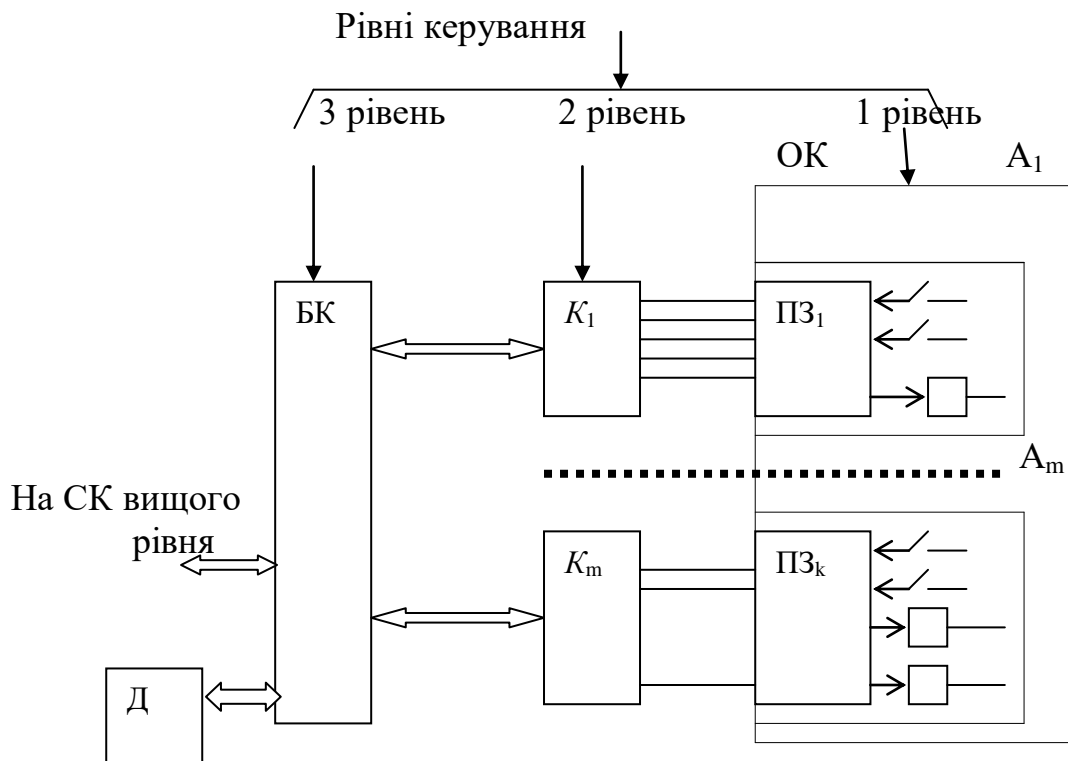 Рівні керування
3 рівень 2 рівень 1 рівень
ОК A₁
БК K₁ ПЗ₁
Aₘ
На СК вищого
рівня
Kₘ ПЗₖ
Д